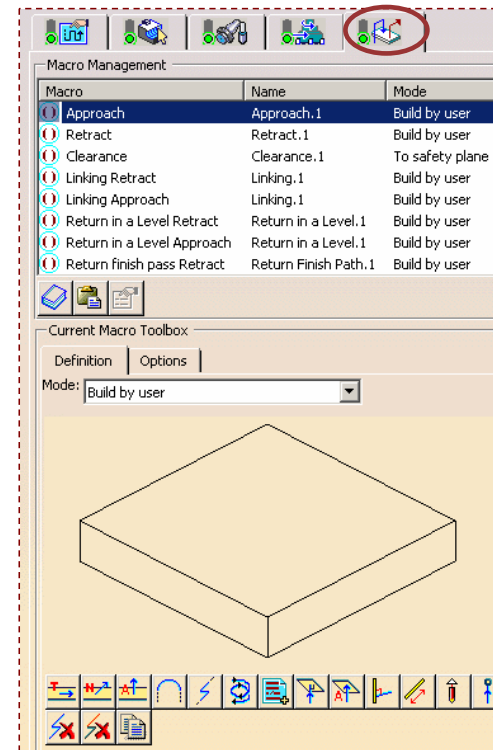 Macro Management
Macro Name Mode
Approach Approach.1 Build by user
Retract Retract.1 Build by user
Clearance Clearance.1 To safety plane
Linking Retract Linking.1 Build by user
Linking Approach Linking.1 Build by user
Return in a Level Retract Return in a Level.1 Build by user
Return in a Level Approach Return in a Level.1 Build by user
Return finish pass Retract Return Finish Path.1 Build by user
Current Macro Toolbox
Definition Options
Mode: Build by user